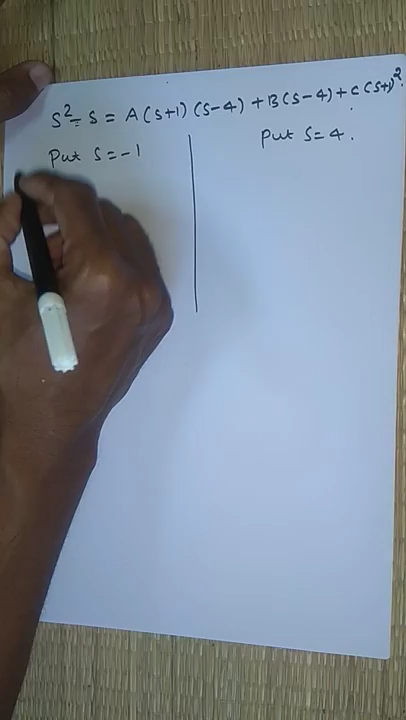 S² - S = A (S+1) (S-4) + B (S-4) + C (S+1)².
Put S = -1
Put S = 4.